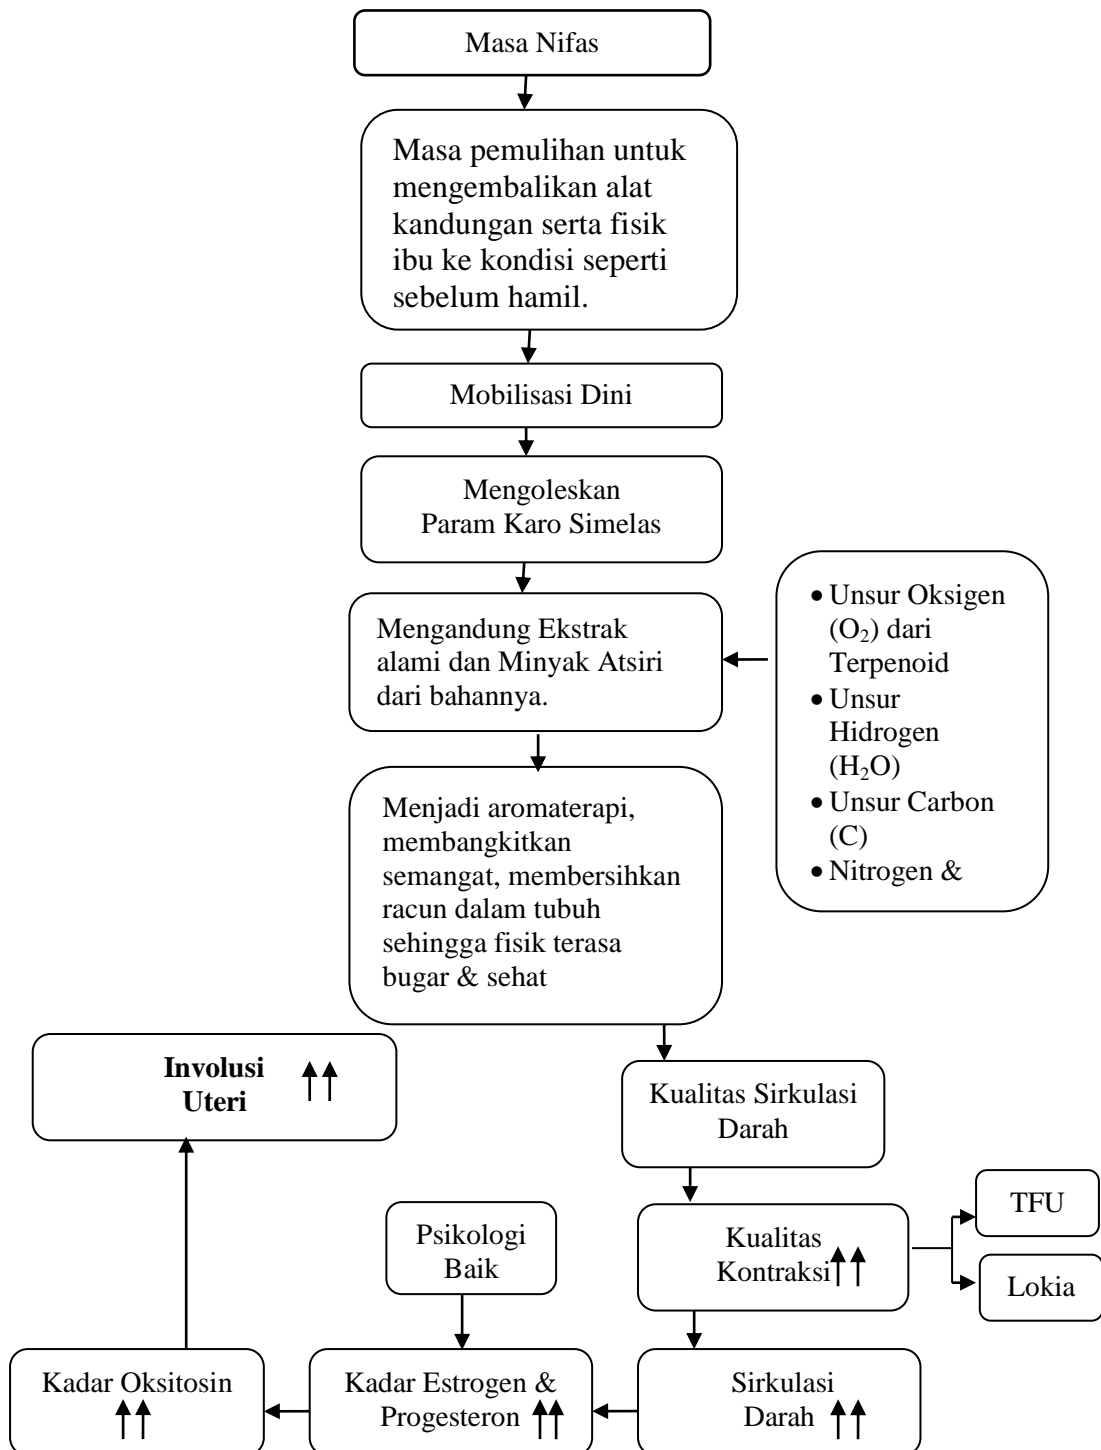 Masa Nifas
Masa pemulihan untuk
mengembalikan alat
kandungan serta fisik
ibu ke kondisi seperti
sebelum hamil.
Mobilisasi Dini
Mengoleskan
Param Karo Simelas
Mengandung Ekstrak
alami dan Minyak Atsiri
dari bahannya.
• Unsur Oksigen
(O₂) dari
Terpenoid
• Unsur
Hidrogen
(H₂O)
• Unsur Carbon
(C)
• Nitrogen &
Menjadi aromaterapi,
membangkitkan
semangat, membersihkan
racun dalam tubuh
sehingga fisik terasa
bugar & sehat
Involusi
Uteri
Kualitas Sirkulasi
Darah
Psikologi
Baik
Kualitas
Kontraksi
TFU
Lokia
Kadar Oksitosin
Kadar Estrogen &
Progesteron
Sirkulasi
Darah